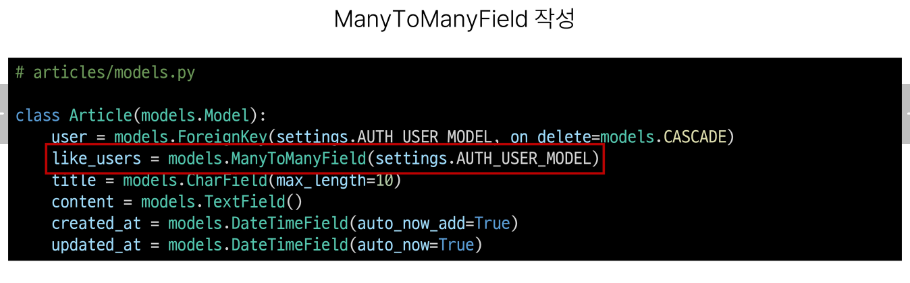 ManyToManyField 작성
# articles/models.py
class Article(models.Model):
    user = models.ForeignKey(settings.AUTH_USER_MODEL, on_delete=models.CASCADE)
    like_users = models.ManyToManyField(settings.AUTH_USER_MODEL)
    title = models.CharField(max_length=10)
    content = models.TextField()
    created_at = models.DateTimeField(auto_now_add=True)
    updated_at = models.DateTimeField(auto_now=True)